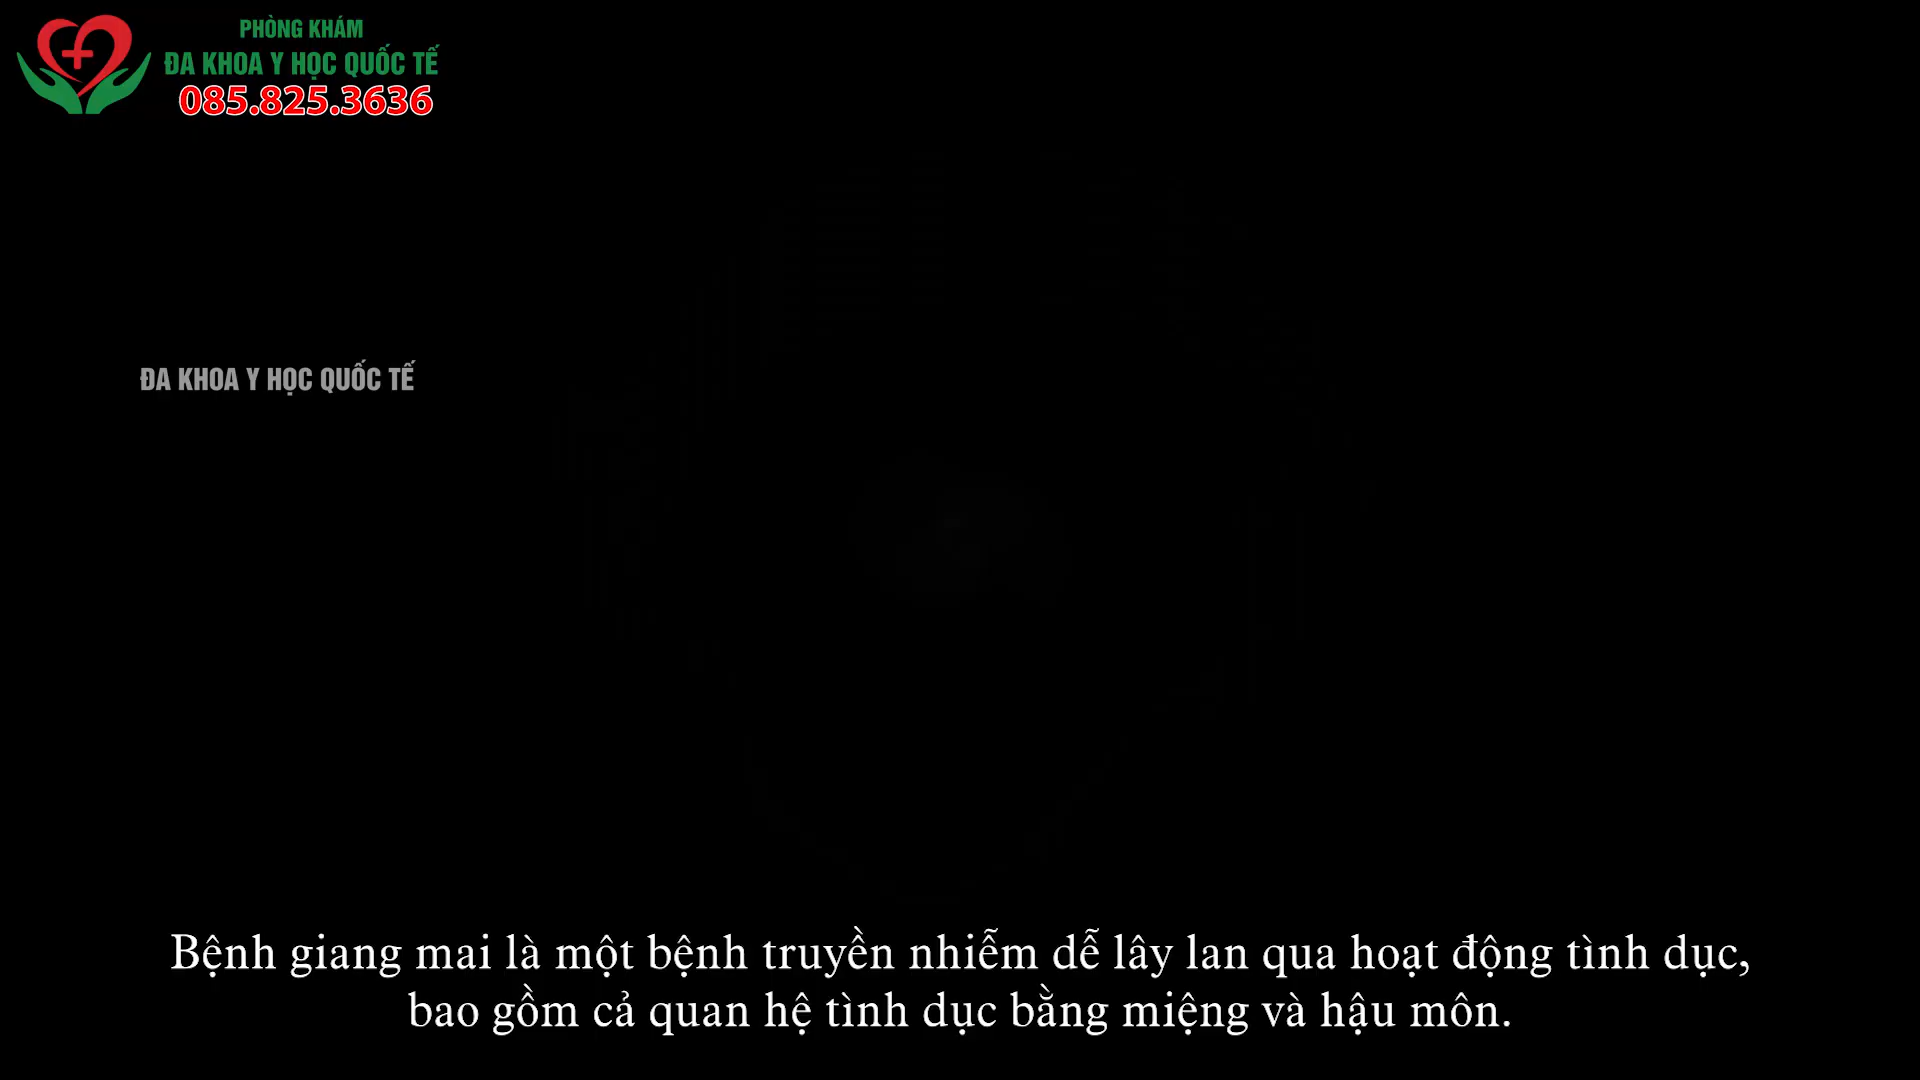 PHÒNG KHÁM
ĐA KHOA Y HỌC QUỐC TẾ
085.825.3636
ĐA KHOA Y HỌC QUỐC TẾ
Bệnh giang mai là một bệnh truyền nhiễm dễ lây lan qua hoạt động tình dục,
bao gồm cả quan hệ tình dục bằng miệng và hậu môn.